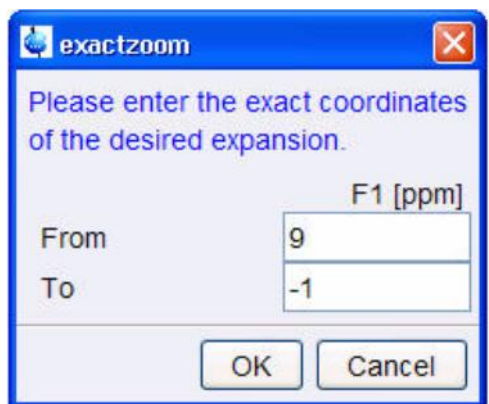 exactzoom
Please enter the exact coordinates
of the desired expansion.
F1 [ppm]
From 9
To -1
OK Cancel